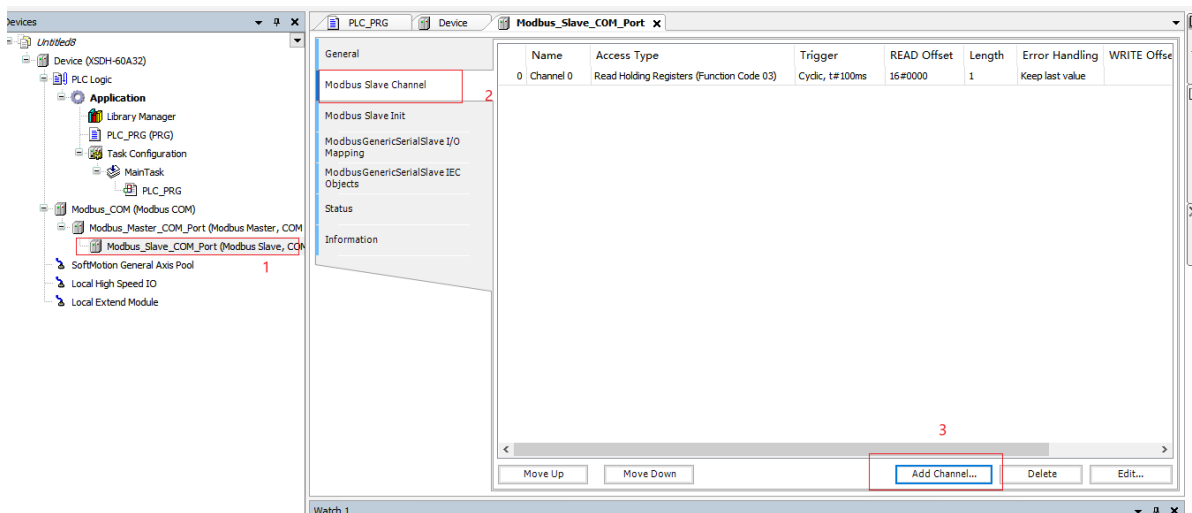 Devices
Untitled8
Device (XSDH-60A32)
PLC Logic
Application
Library Manager
PLC_PRG (PRG)
Task Configuration
MainTask
PLC_PRG
Modbus_COM (Modbus COM)
Modbus_Master_COM_Port (Modbus Master, COM
Modbus_Slave_COM_Port (Modbus Slave, COM
1
SoftMotion General Axis Pool
Local High Speed IO
Local Extend Module
PLC_PRG Device Modbus_Slave_COM_Port x
General
Modbus Slave Channel
2
Modbus Slave Init
ModbusGenericSerialSlave I/O
Mapping
ModbusGenericSerialSlave IEC
Objects
Status
Information
Name Access Type Trigger READ Offset Length Error Handling WRITE Offse
0 Channel 0 Read Holding Registers (Function Code 03) Cyclic, t#100ms 16#0000 1 Keep last value
3
Move Up Move Down Add Channel... Delete Edit...
Watch 1